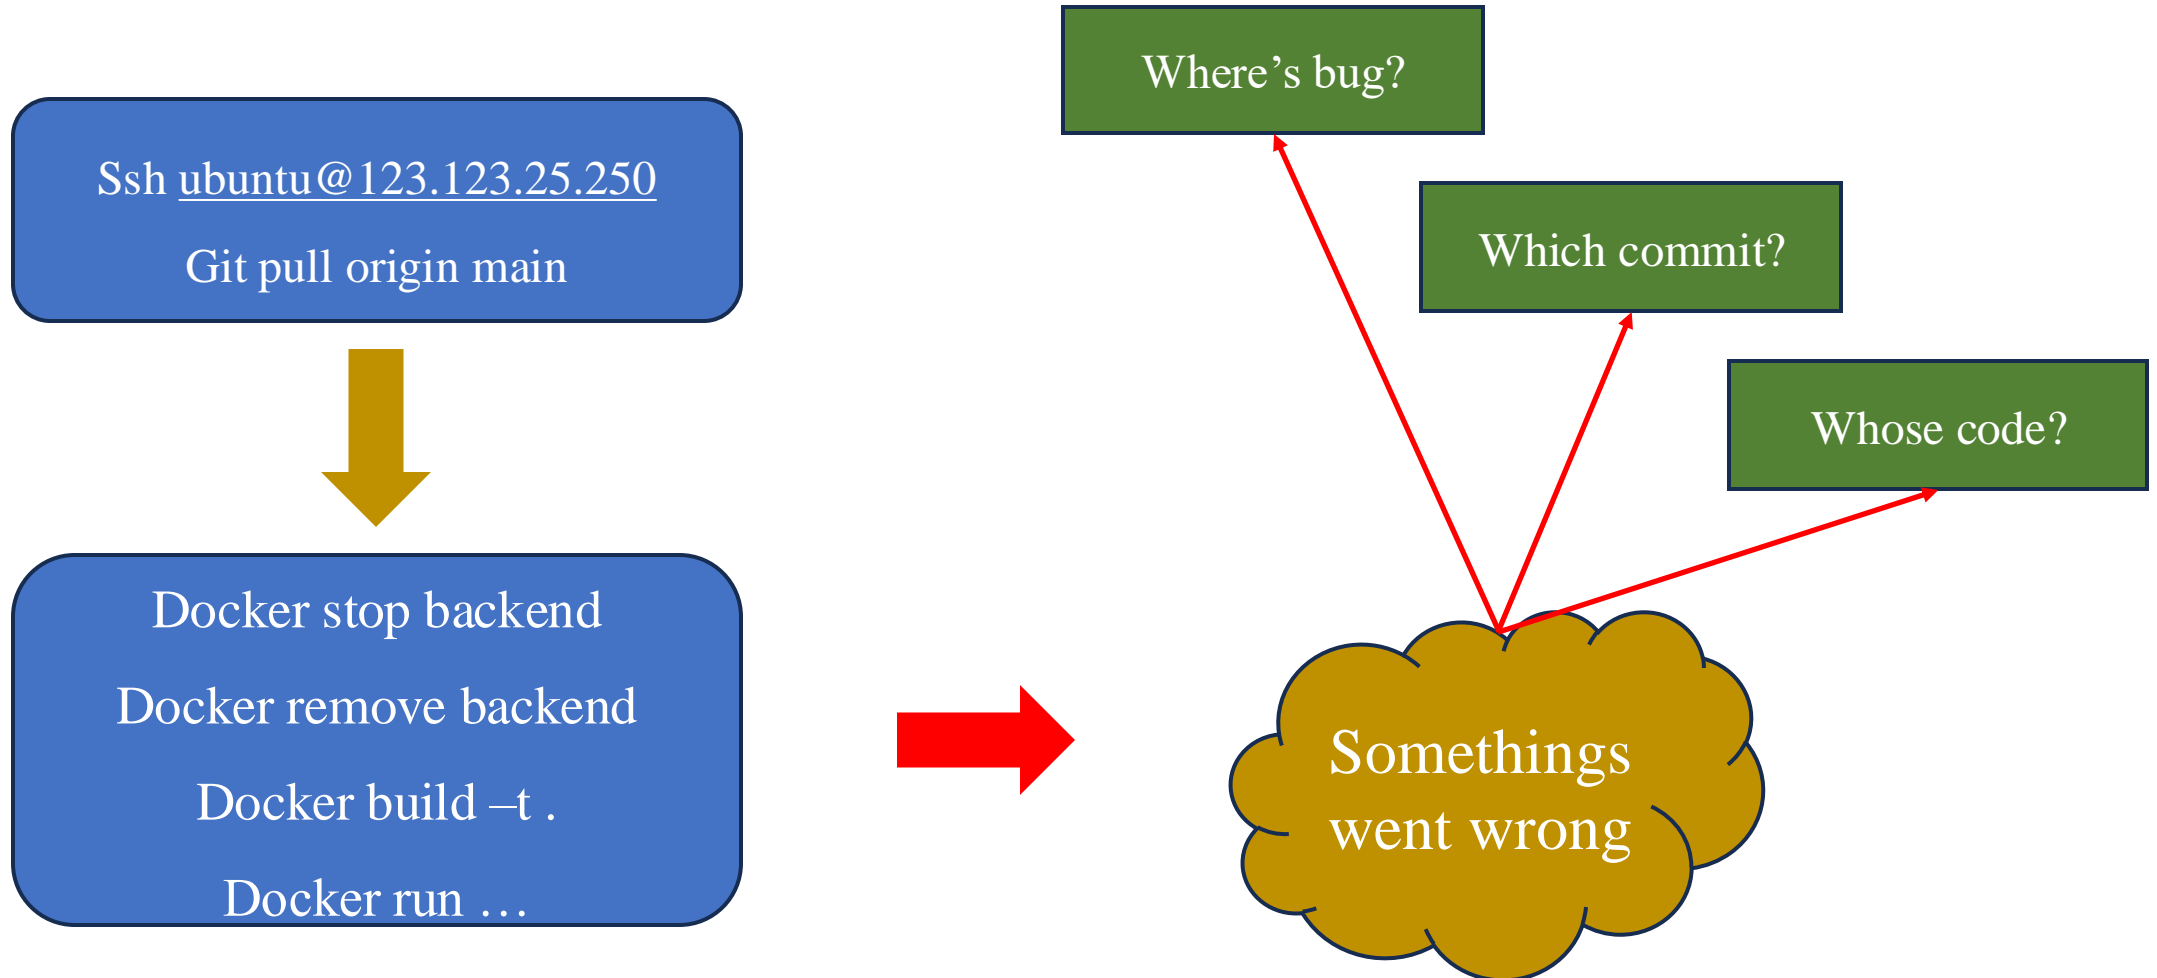 Ssh ubuntu@123.123.25.250
Git pull origin main
Docker stop backend
Docker remove backend
Docker build –t .
Docker run …
Where’s bug?
Which commit?
Whose code?
Somethings
went wrong